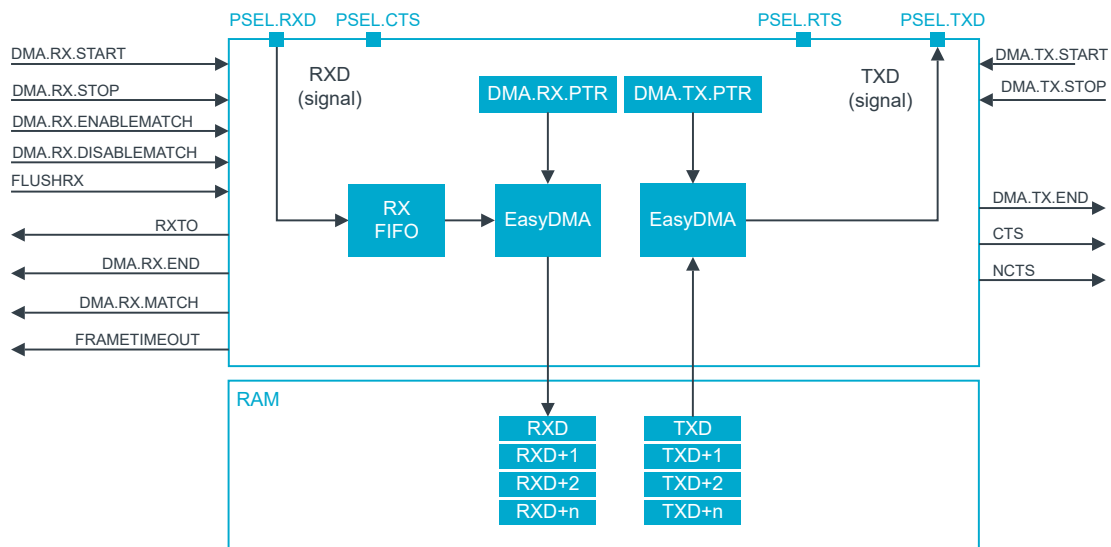 PSEL.RXD
PSEL.CTS
PSEL.RTS
PSEL.TXD
DMA.RX.START
DMA.RX.STOP
DMA.RX.ENABLEMATCH
DMA.RX.DISABLEMATCH
FLUSHRX
RXTO
DMA.RX.END
DMA.RX.MATCH
FRAMETIMEOUT
RXD
(signal)
DMA.RX.PTR
DMA.TX.PTR
TXD
(signal)
RX
FIFO
EasyDMA
EasyDMA
DMA.TX.START
DMA.TX.STOP
DMA.TX.END
CTS
NCTS
RAM
RXD
RXD+1
RXD+2
RXD+n
TXD
TXD+1
TXD+2
TXD+n